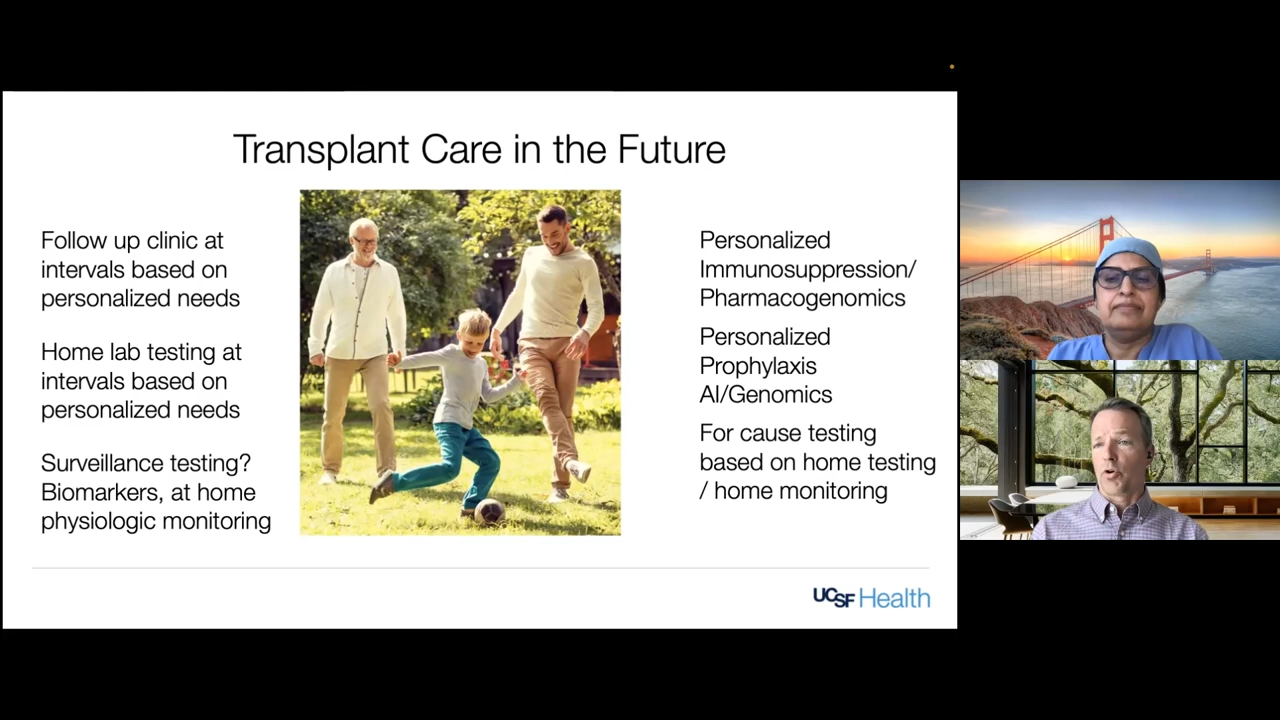 Transplant Care in the Future
Follow up clinic at
intervals based on
personalized needs
Home lab testing at
intervals based on
personalized needs
Surveillance testing?
Biomarkers, at home
physiologic monitoring
Personalized
Immunosuppression/
Pharmacogenomics
Personalized
Prophylaxis
AI/Genomics
For cause testing
based on home testing
/ home monitoring
UCSF Health